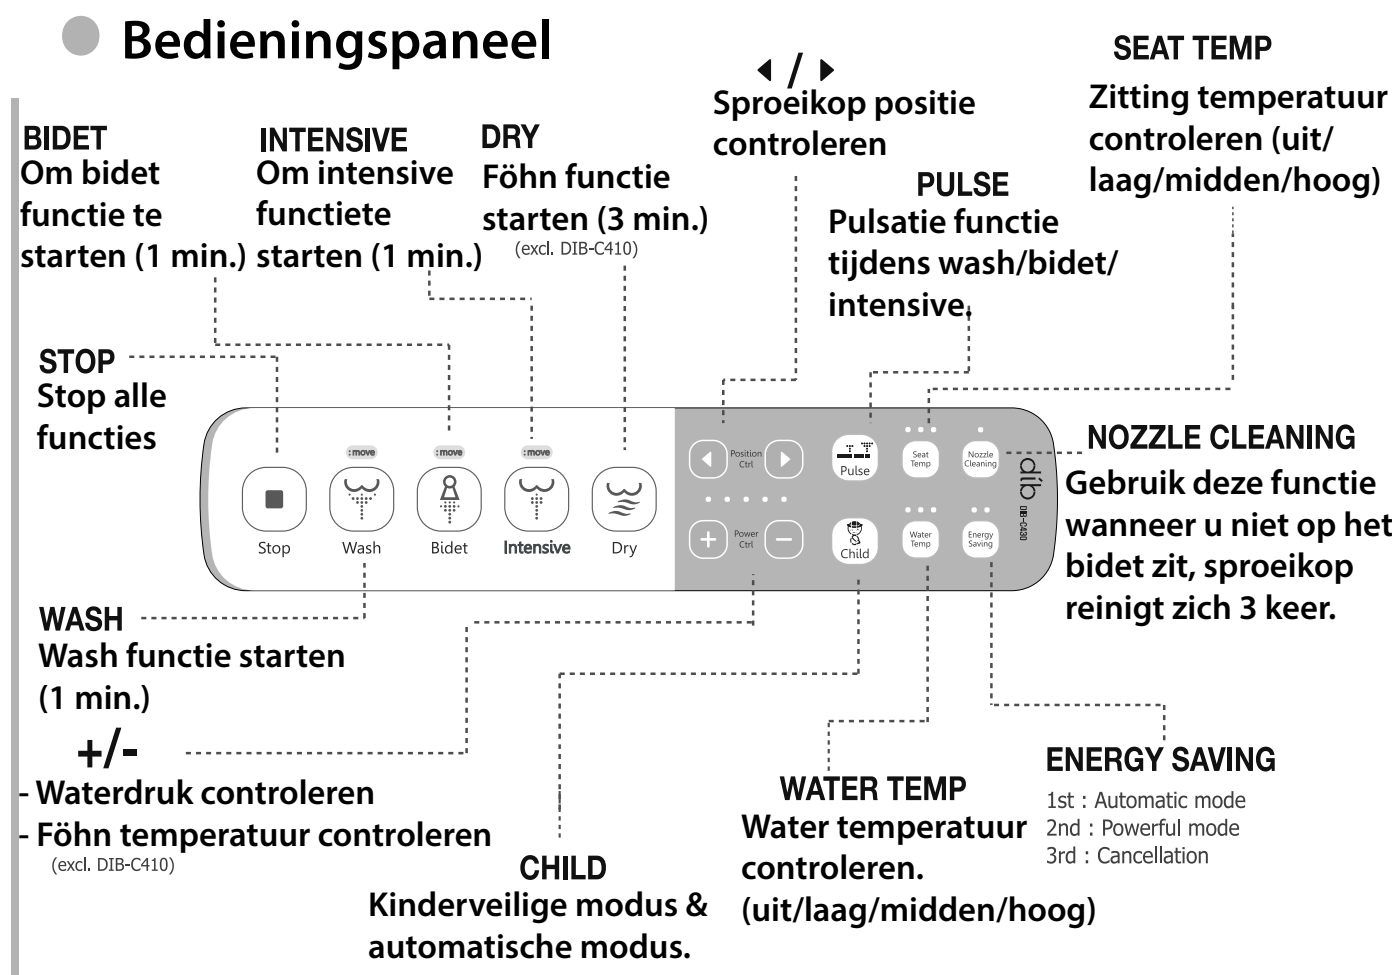 Bedieningspaneel
BIDET
Om bidet
functie te
starten (1 min.)
INTENSIVE
Om intensive
functiete
starten (1 min.)
DRY
Föhn functie
starten (3 min.)
(excl. DIB-C410)
/
Sproeikop positie
controleren
PULSE
Pulsatie functie
tijdens wash/bidet/
intensive.
SEAT TEMP
Zitting temperatuur
controleren (uit/
laag/midden/hoog)
STOP
Stop alle
functies
:move
:move
:move
Stop
Wash
Bidet
Intensive
Dry
Position
Ctrl
Power
Ctrl
+
−
Pulse
Child
Seat
Temp
Water
Temp
Nozzle
Cleaning
Energy
Saving
dib DIB-C430
NOZZLE CLEANING
Gebruik deze functie
wanneer u niet op het
bidet zit, sproeikop
reinigt zich 3 keer.
WASH
Wash functie starten
(1 min.)
+/-
- Waterdruk controleren
- Föhn temperatuur controleren
(excl. DIB-C410)
CHILD
Kinderveilige modus &
automatische modus.
WATER TEMP
Water temperatuur
controleren.
(uit/laag/midden/hoog)
ENERGY SAVING
1st : Automatic mode
2nd : Powerful mode
3rd : Cancellation